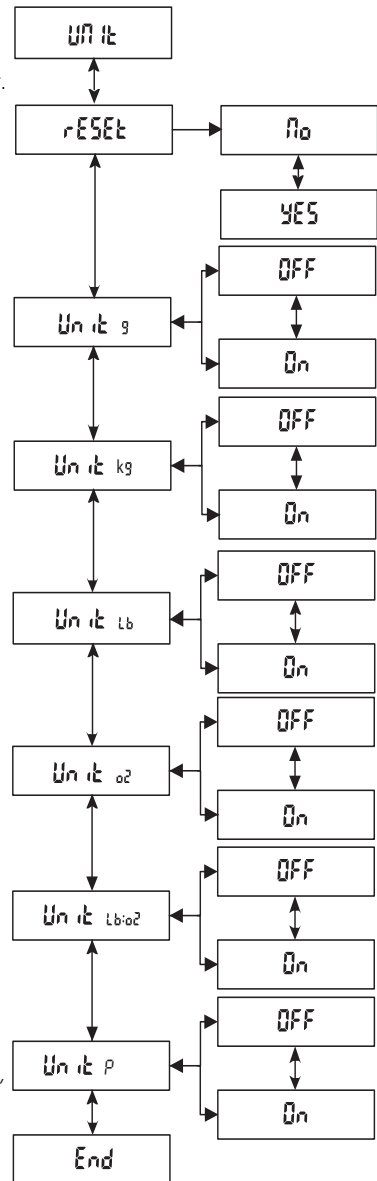 UNit
rESEt
No
YES
OFF
Unit g
On
OFF
Unit kg
On
OFF
Unit Lb
On
OFF
Unit oZ
On
OFF
Unit Lb:oZ
On
OFF
Unit P
On
End